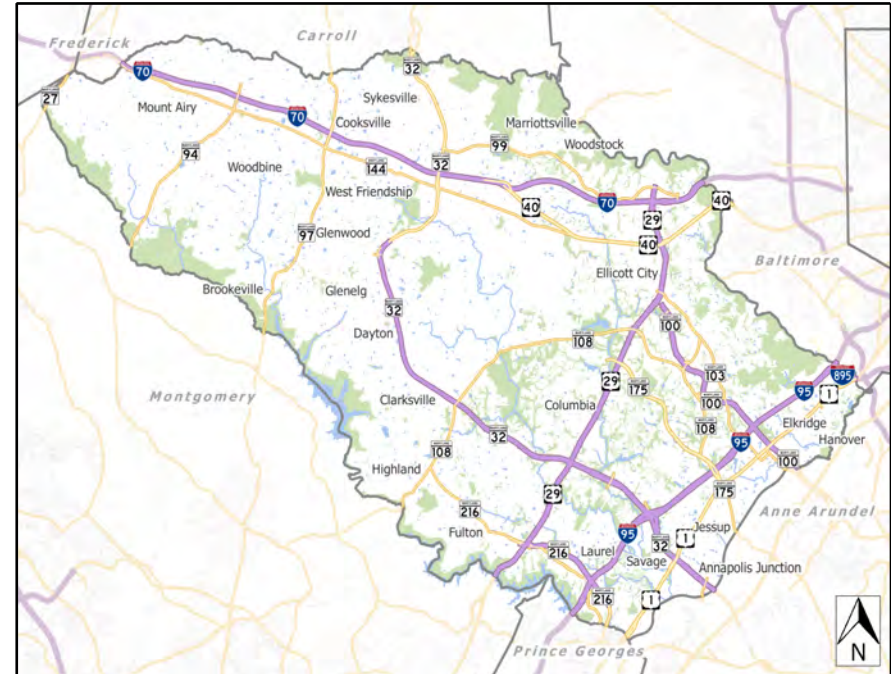 Frederick
Carroll
70
32
27
Mount Airy
Sykesville
70
Cooksville
Marriottsville
99
Woodstock
94
32
Woodbine
144
West Friendship
40
70
29
40
97
Glenwood
40
Ellicott City
Baltimore
Brookeville
Glenelg
32
Dayton
100
108
103
895
95
29
175
1
Montgomery
Clarksville
Columbia
100
Elkridge
108
32
108
95
Hanover
100
Highland
29
175
216
Anne Arundel
Fulton
95
Jessup
216
Laurel
32
1
Savage
Annapolis Junction
216
1
Prince Georges
N